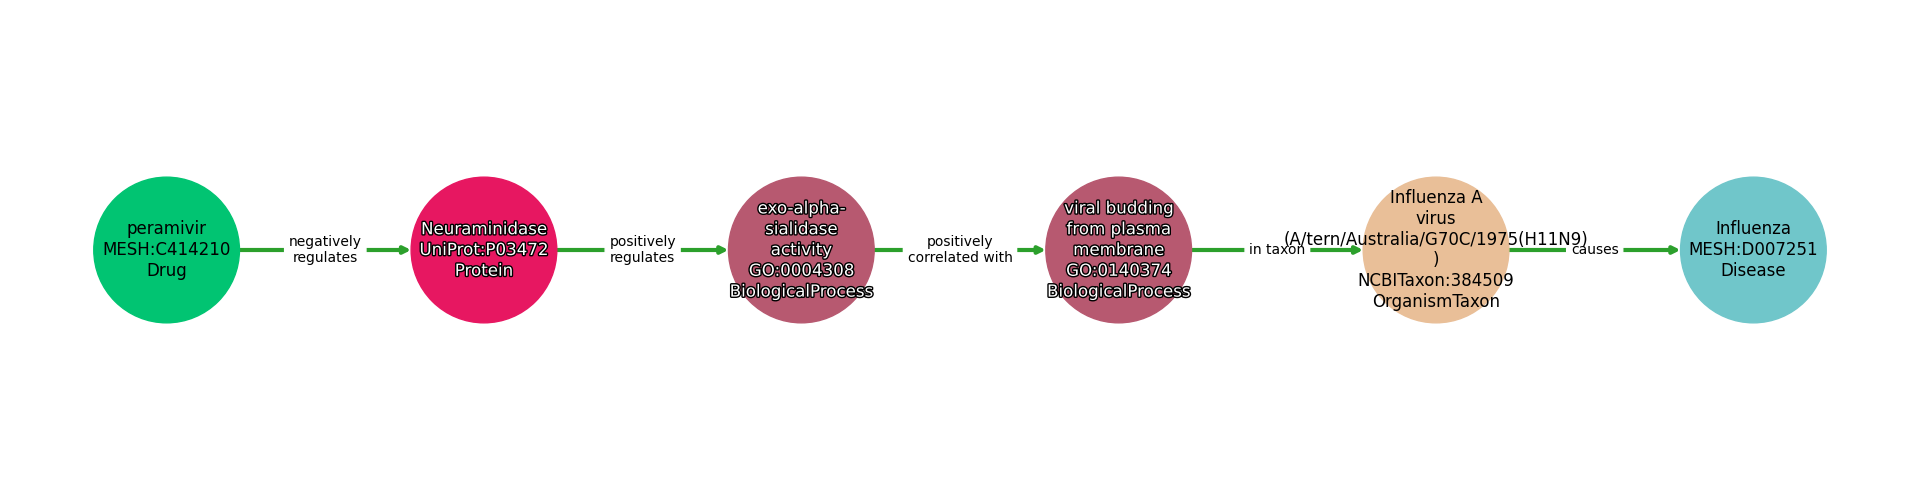 peramivir
MESH:C414210
Drug
negatively
regulates
Neuraminidase
UniProt:P03472
Protein
positively
regulates
exo-alpha-
sialidase
activity
GO:0004308
BiologicalProcess
positively
correlated with
viral budding
from plasma
membrane
GO:0140374
BiologicalProcess
in taxon
Influenza A
virus
(A/tern/Australia/G70C/1975(H11N9)
)
NCBITaxon:384509
OrganismTaxon
causes
Influenza
MESH:D007251
Disease